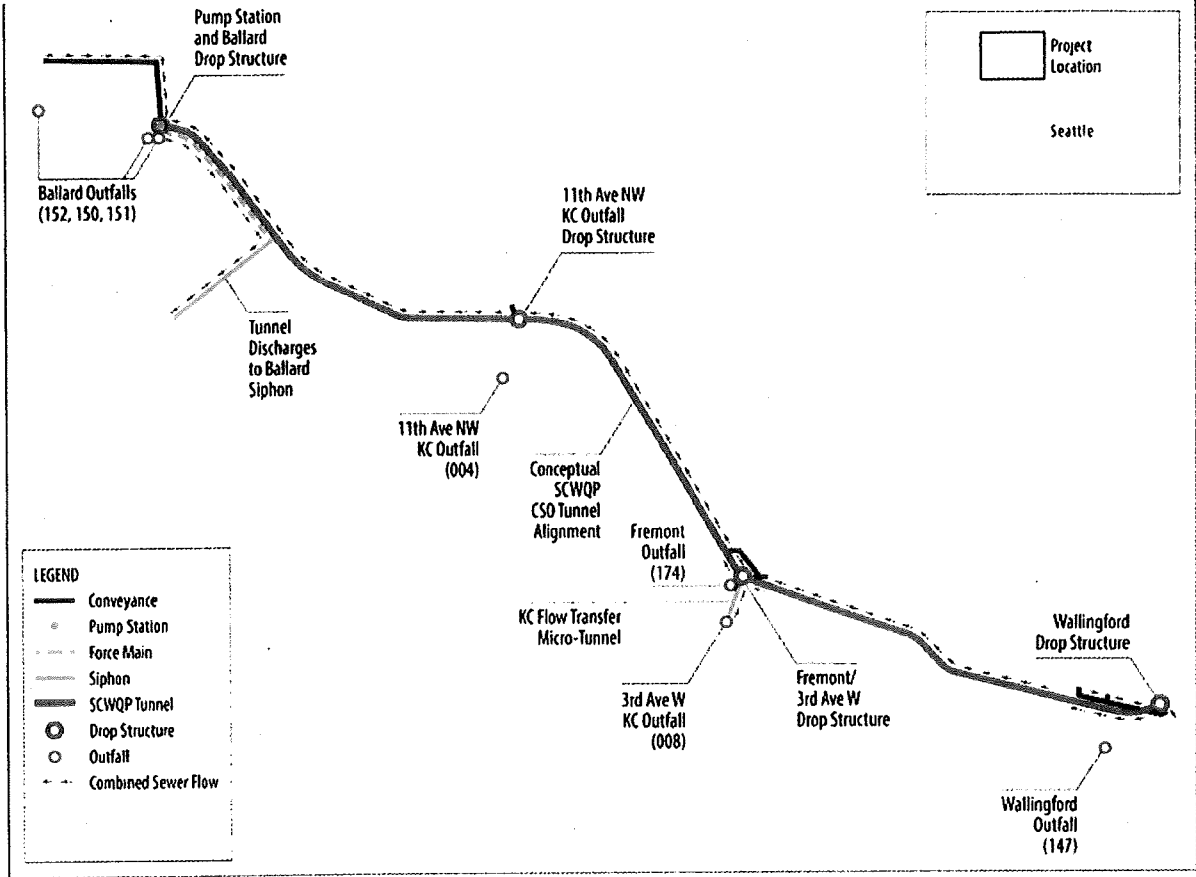 Pump Station
and Ballard
Drop Structure
Project
Location
Seattle
Ballard Outfalls
(152, 150, 151)
11th Ave NW
KC Outfall
Drop Structure
Tunnel
Discharges
to Ballard
Siphon
11th Ave NW
KC Outfall
(004)
Conceptual
SCWQP
CSO Tunnel
Alignment
Fremont
Outfall
(174)
KC Flow Transfer
Micro-Tunnel
3rd Ave W
KC Outfall
(008)
Fremont/
3rd Ave W
Drop Structure
Wallingford
Drop Structure
Wallingford
Outfall
(147)
LEGEND
Conveyance
Pump Station
Force Main
Siphon
SCWQP Tunnel
Drop Structure
Outfall
Combined Sewer Flow